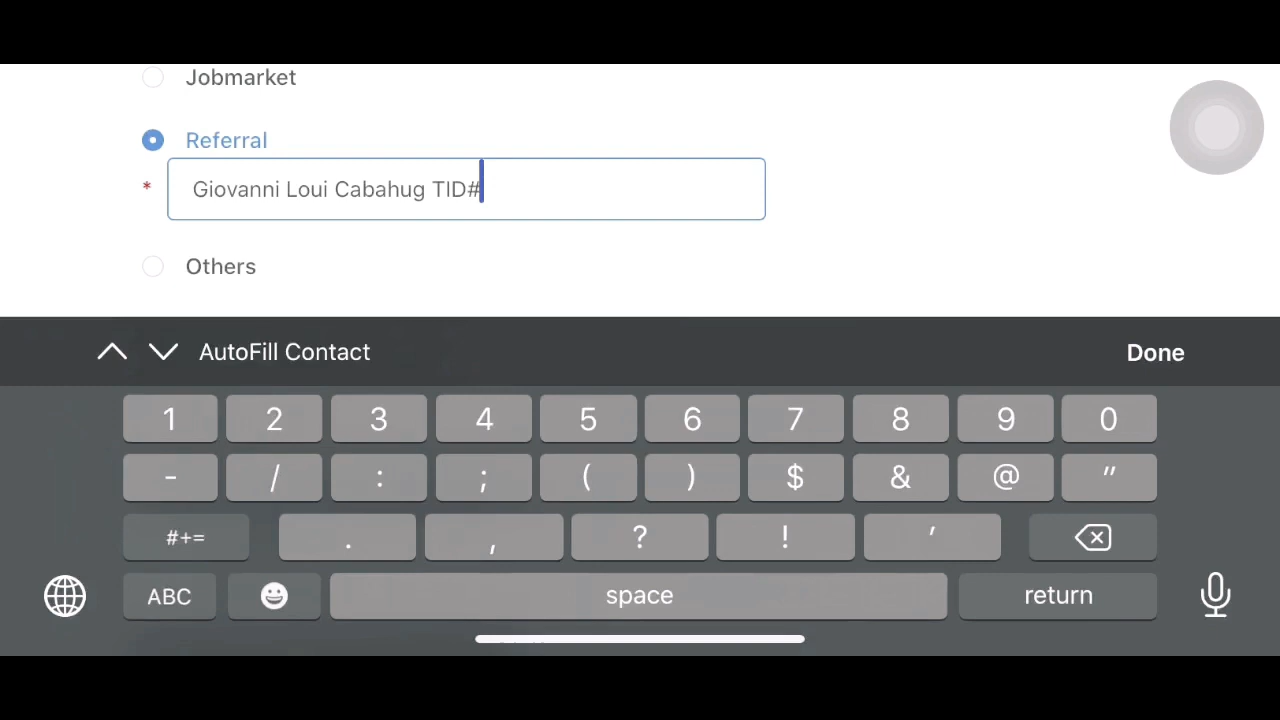 Jobmarket
Referral
* Giovanni Loui Cabahug TID#
Others
AutoFill Contact Done
1 2 3 4 5 6 7 8 9 0
- / : ; ( ) $ & @ "
#+= . , ? ! '
ABC space return